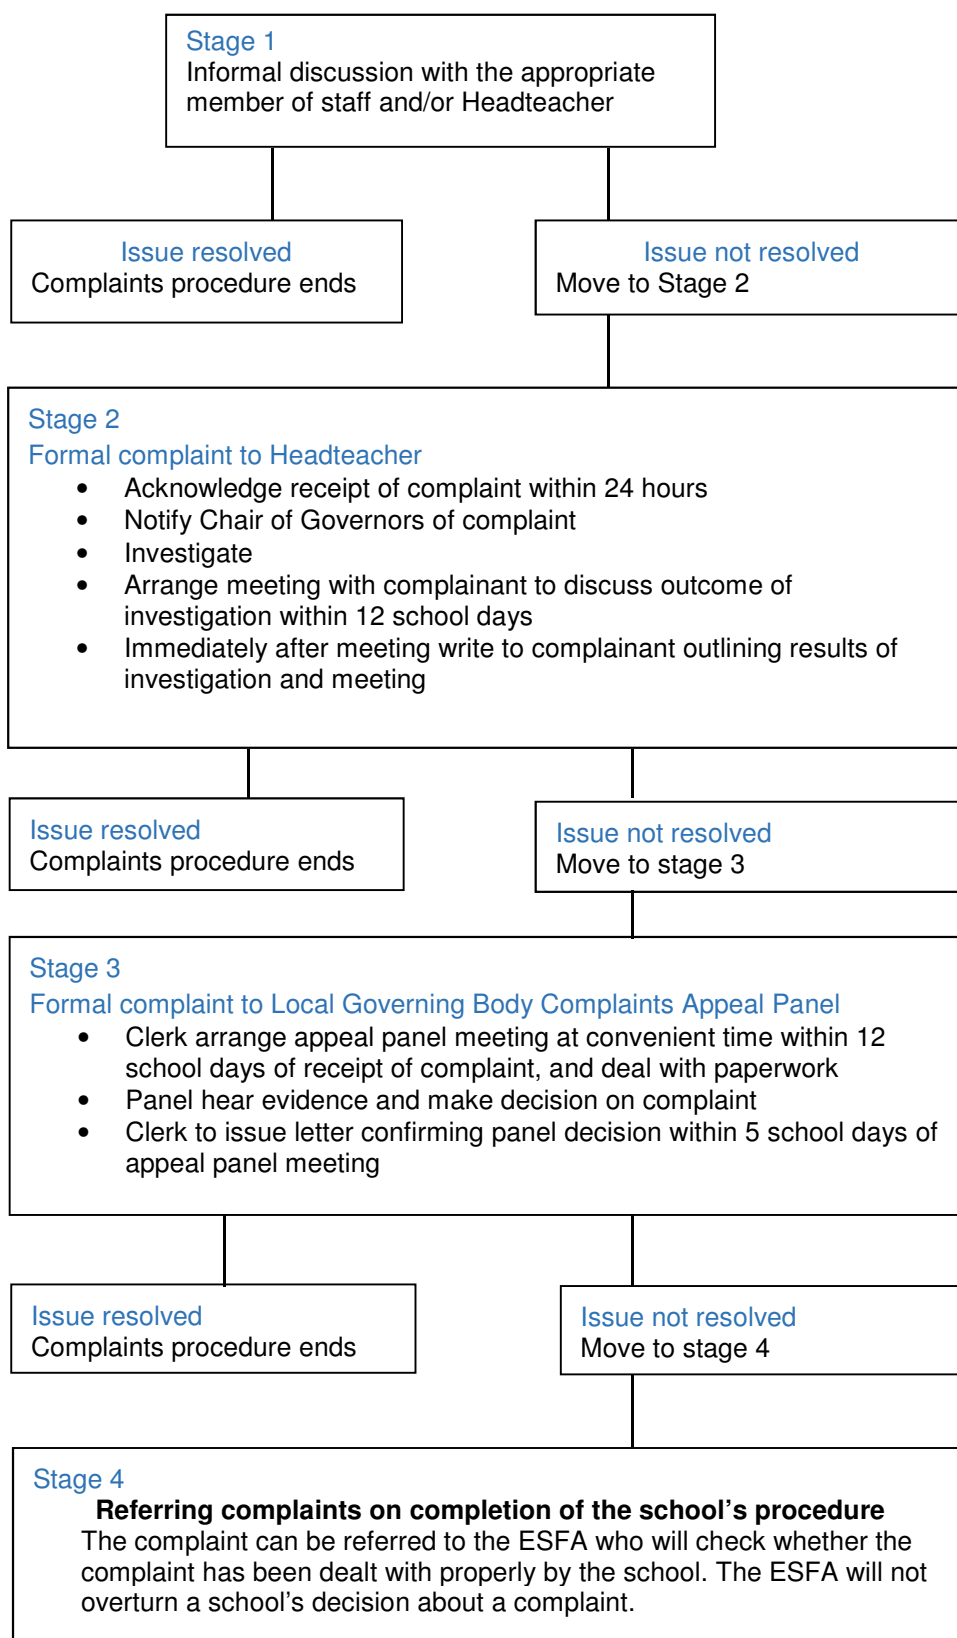 Stage 1
Informal discussion with the appropriate
member of staff and/or Headteacher
Issue resolved
Complaints procedure ends
Issue not resolved
Move to Stage 2
Stage 2
Formal complaint to Headteacher
• Acknowledge receipt of complaint within 24 hours
• Notify Chair of Governors of complaint
• Investigate
• Arrange meeting with complainant to discuss outcome of
investigation within 12 school days
• Immediately after meeting write to complainant outlining results of
investigation and meeting
Issue resolved
Complaints procedure ends
Issue not resolved
Move to stage 3
Stage 3
Formal complaint to Local Governing Body Complaints Appeal Panel
• Clerk arrange appeal panel meeting at convenient time within 12
school days of receipt of complaint, and deal with paperwork
• Panel hear evidence and make decision on complaint
• Clerk to issue letter confirming panel decision within 5 school days of
appeal panel meeting
Issue resolved
Complaints procedure ends
Issue not resolved
Move to stage 4
Stage 4
Referring complaints on completion of the school’s procedure
The complaint can be referred to the ESFA who will check whether the
complaint has been dealt with properly by the school. The ESFA will not
overturn a school’s decision about a complaint.